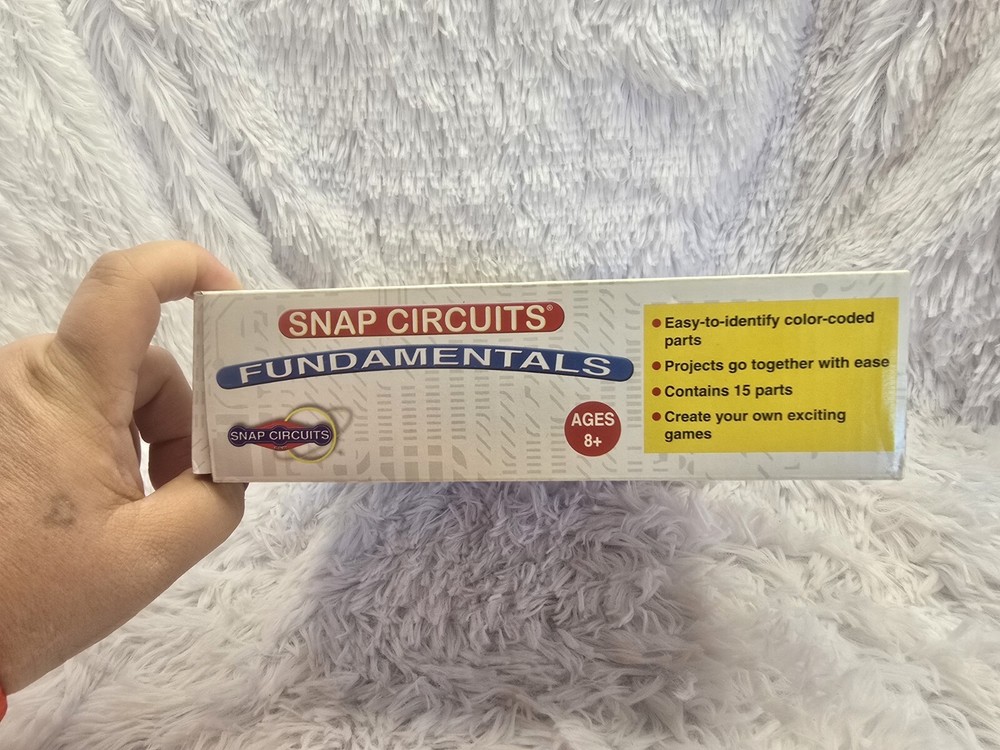 SNAP CIRCUITS®
FUNDAMENTALS
SNAP CIRCUITS
AGES
8+
• Easy-to-identify color-coded
parts
• Projects go together with ease
• Contains 15 parts
• Create your own exciting
games